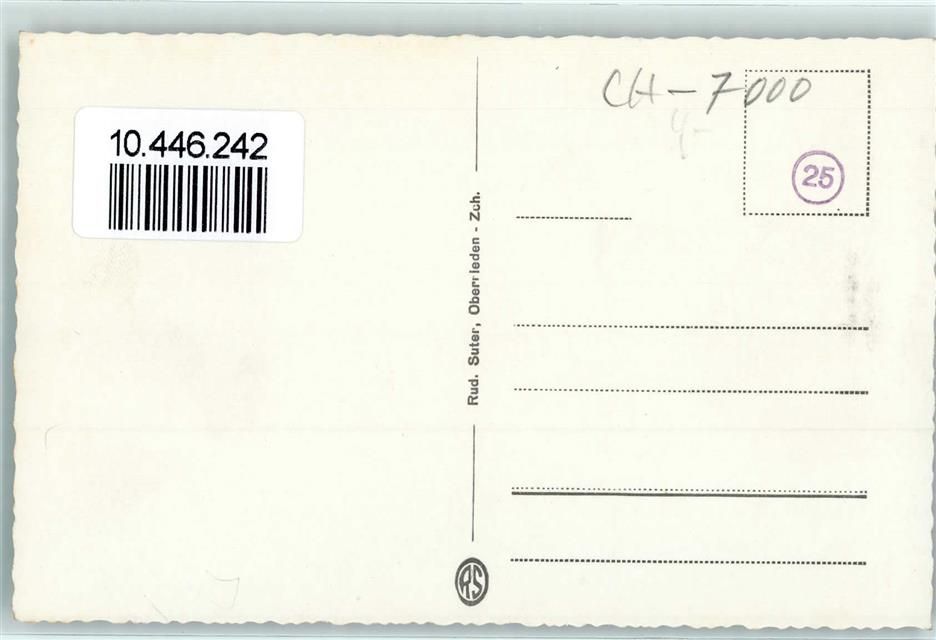 10.446.242
CH-7000
4-
25
Rud. Suter, Oberrieden - Zch.
RS